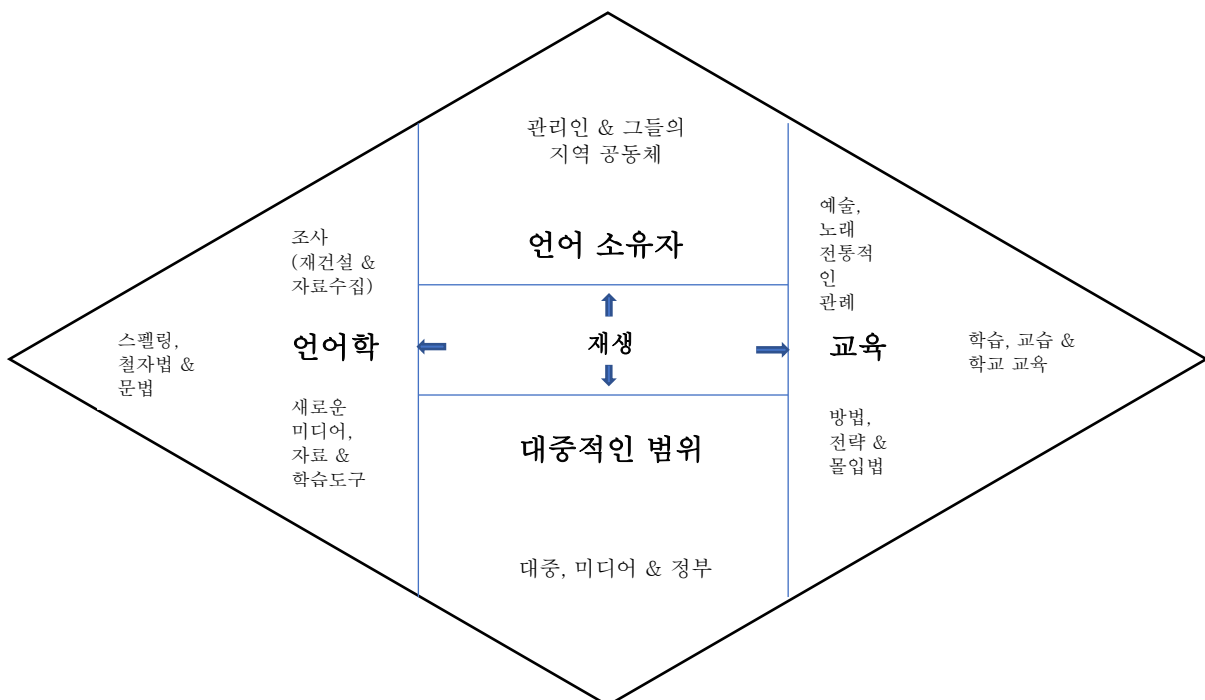 관리인 & 그들의
지역 공동체
언어 소유자
조사
(재건설 &
자료수집)
스펠링,
철자법 &
문법
언어학
새로운
미디어,
자료 &
학습도구
재생
예술,
노래
전통적
인
관례
교육
학습, 교습 &
학교 교육
방법,
전략 &
몰입법
대중적인 범위
대중, 미디어 & 정부